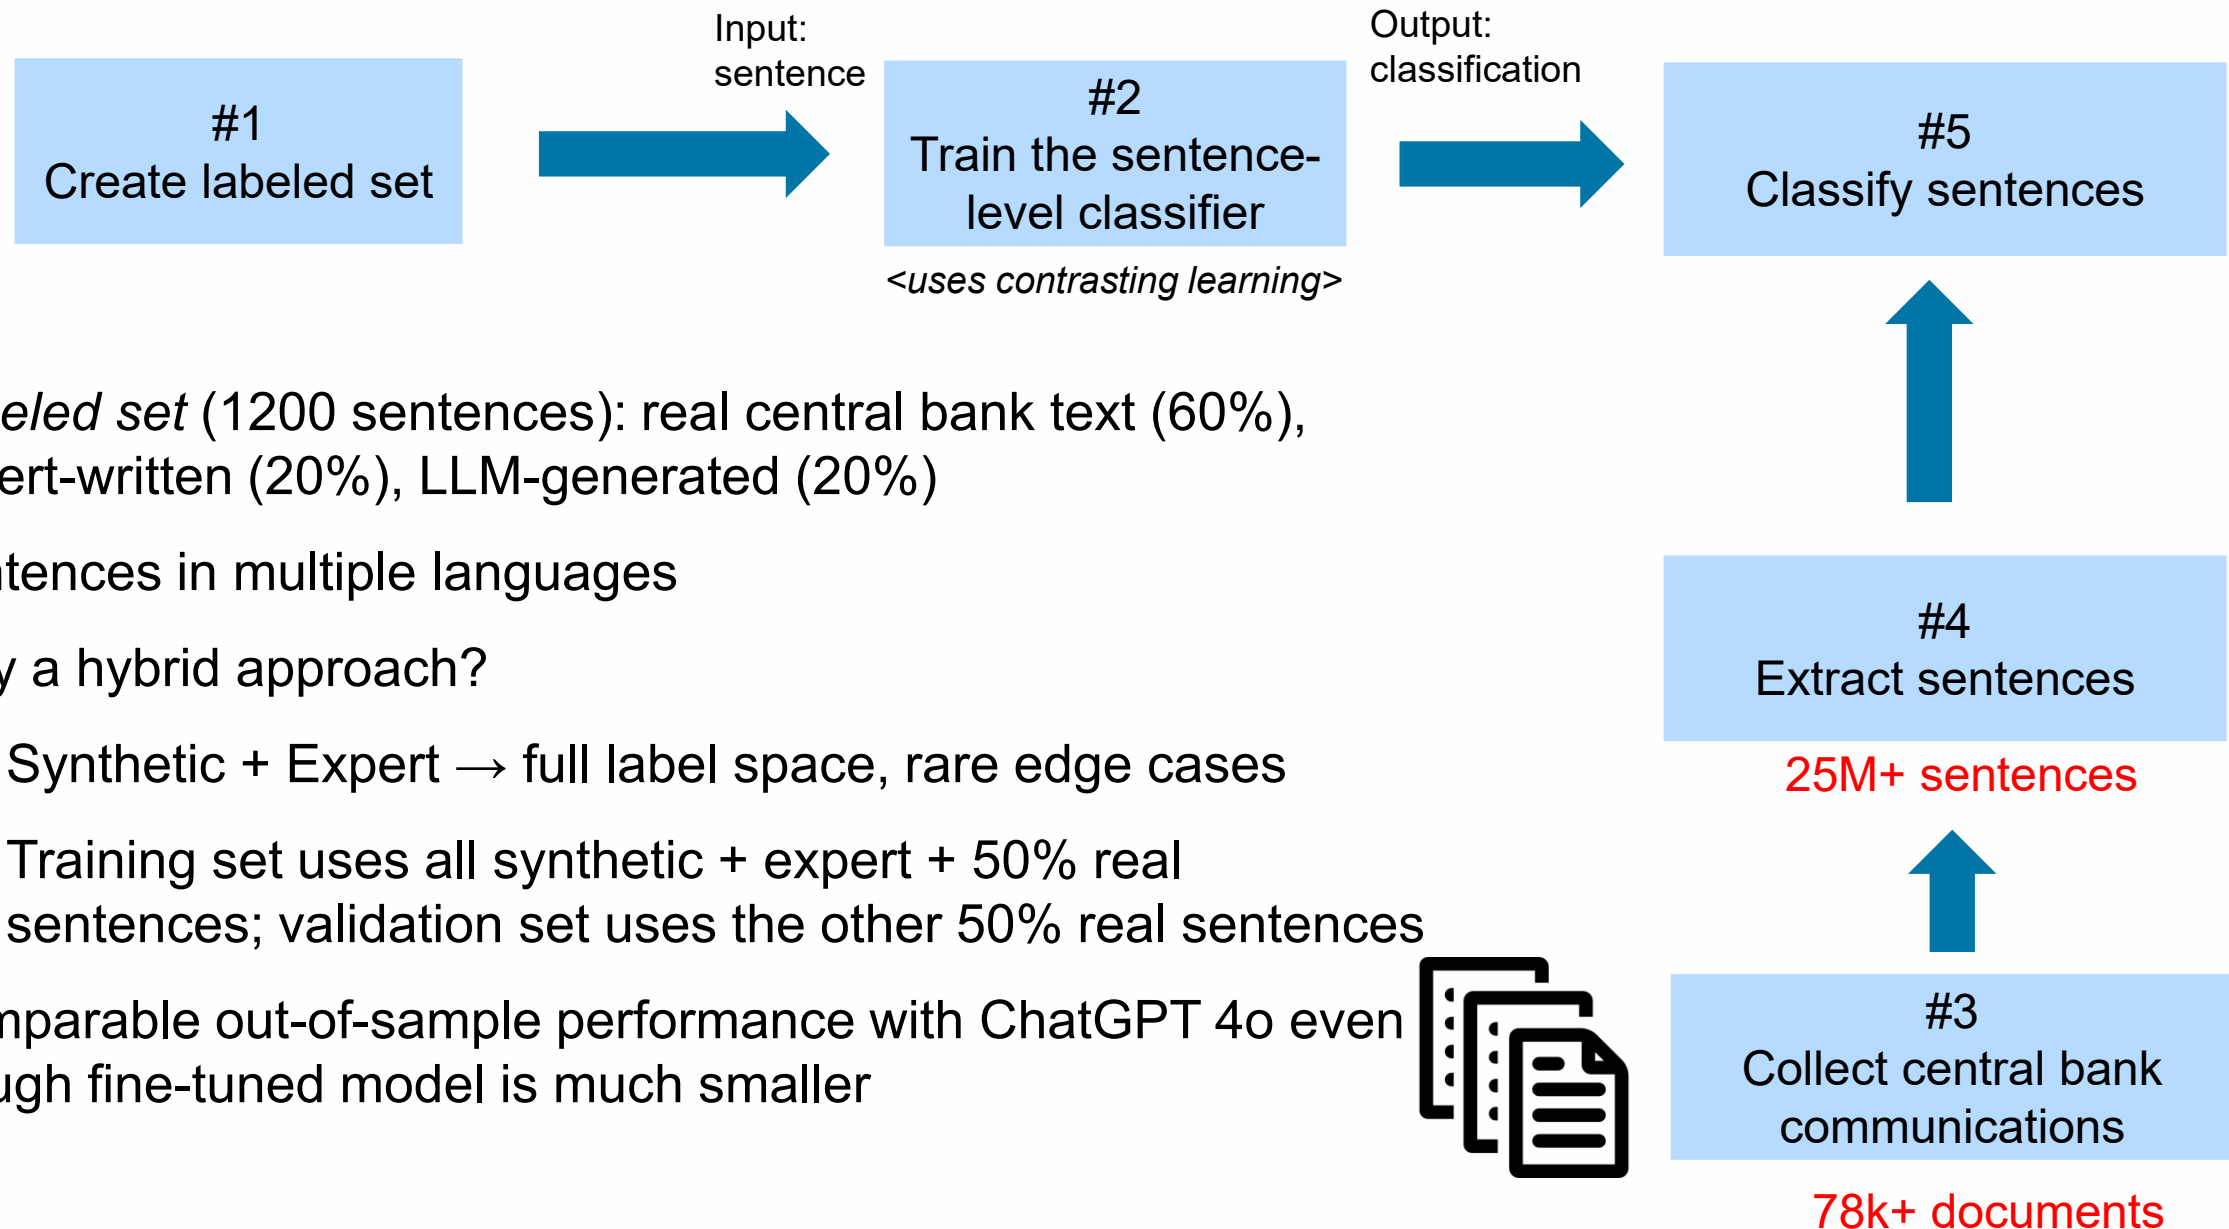 #1
Create labeled set
Input:
sentence
#2
Train the sentence-
level classifier
<uses contrasting learning>
Output:
classification
#5
Classify sentences
eled set (1200 sentences): real central bank text (60%),
ert-written (20%), LLM-generated (20%)
tences in multiple languages
y a hybrid approach?
Synthetic + Expert → full label space, rare edge cases
Training set uses all synthetic + expert + 50% real
sentences; validation set uses the other 50% real sentences
mparable out-of-sample performance with ChatGPT 4o even
ugh fine-tuned model is much smaller
#4
Extract sentences
25M+ sentences
#3
Collect central bank
communications
78k+ documents